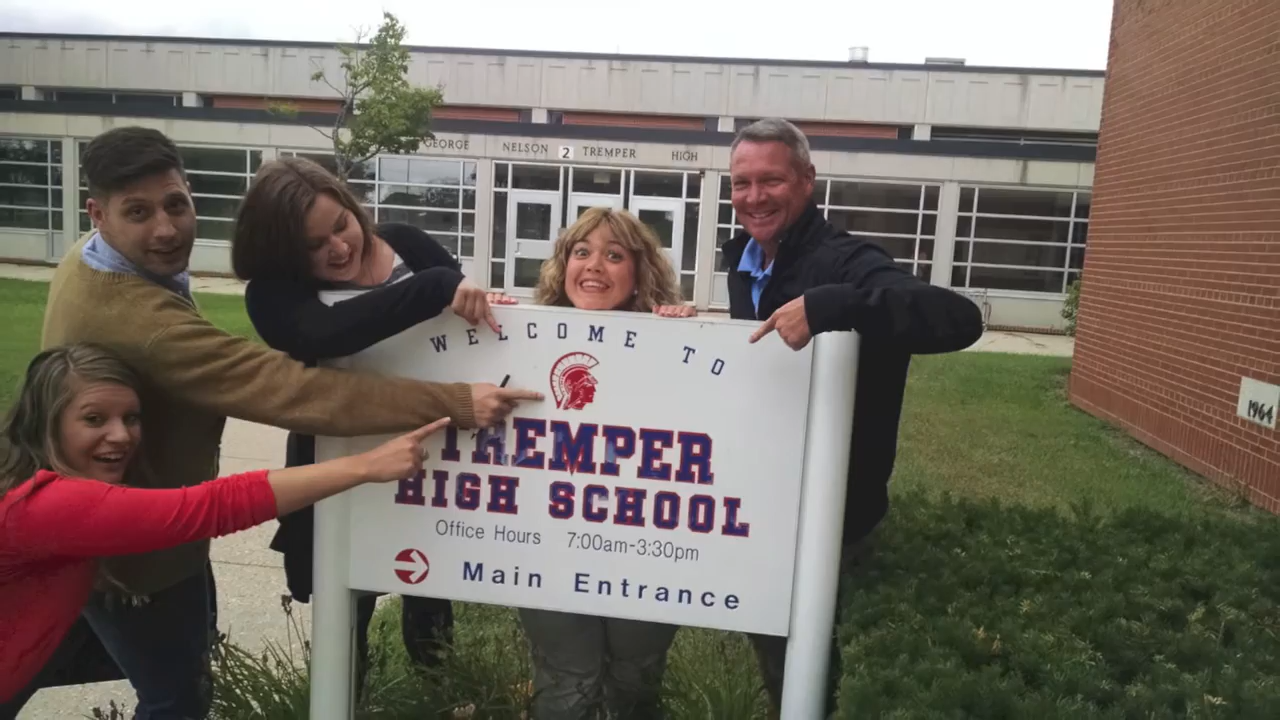 GEORGE NELSON 2 TREMPER HIGH
WELCOME TO
TREMPER
HIGH SCHOOL
Office Hours 7:00am-3:30pm
Main Entrance
1964